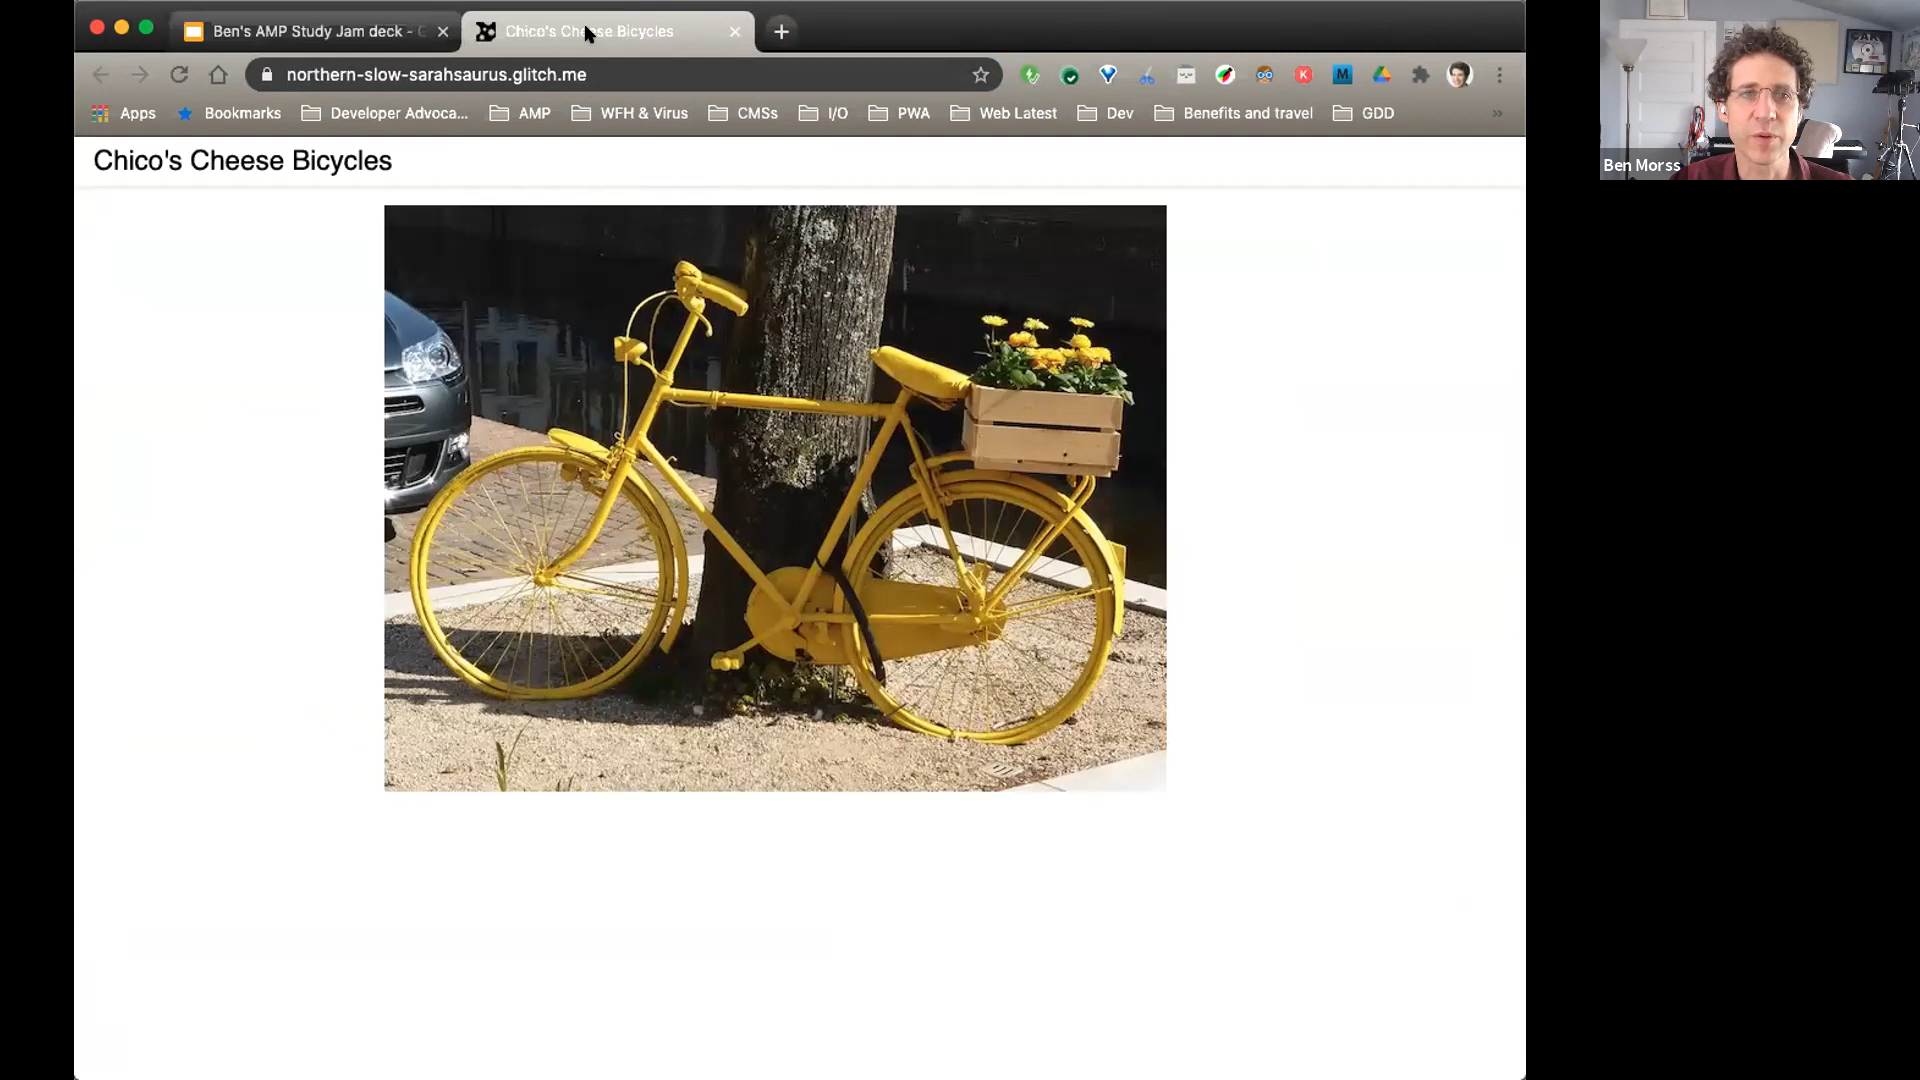 Ben's AMP Study Jam deck - G
Chico's Cheese Bicycles
northern-slow-sarahsaurus.glitch.me
K
M
Apps
Bookmarks
Developer Advoca...
AMP
WFH & Virus
CMSs
I/O
PWA
Web Latest
Dev
Benefits and travel
GDD
»
Chico's Cheese Bicycles
Ben Morss